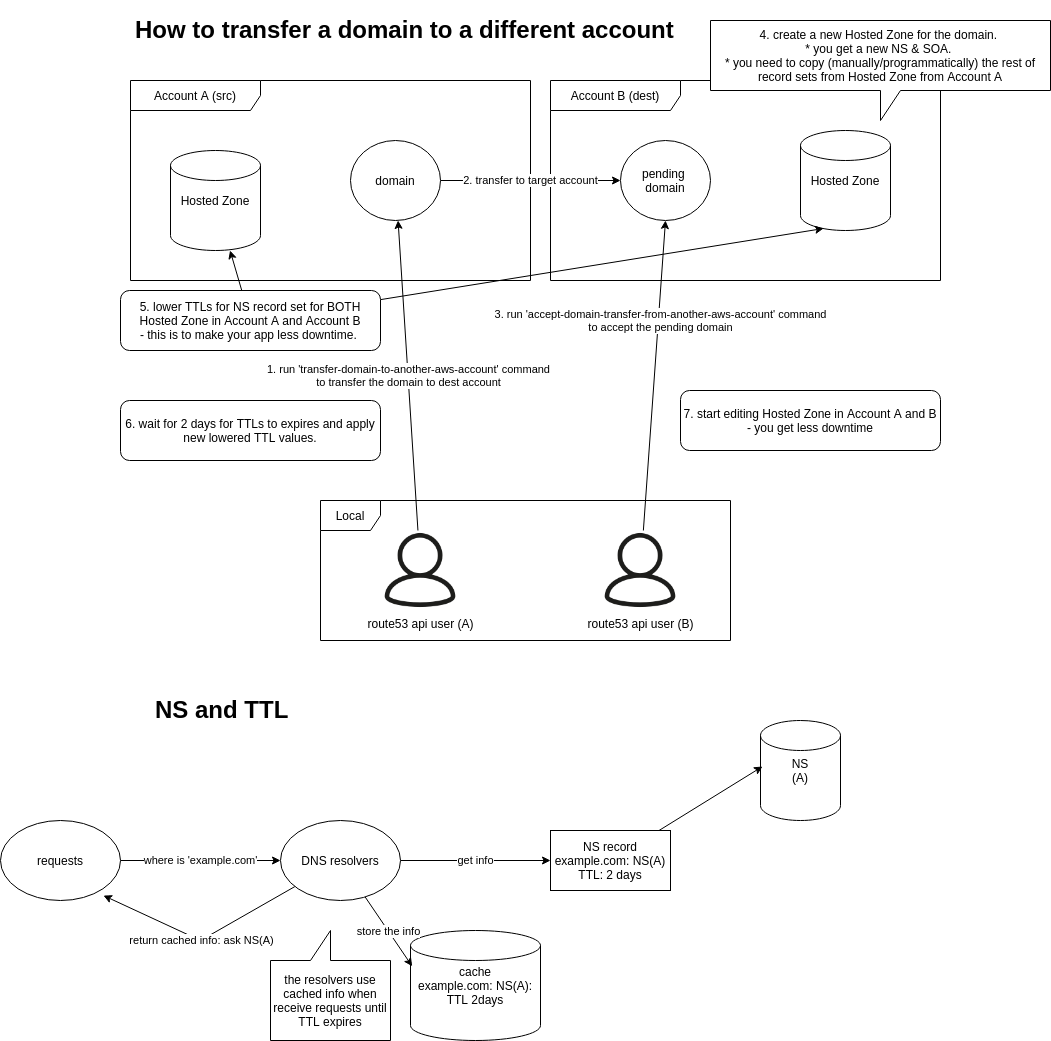 How to transfer a domain to a different account
4. create a new Hosted Zone for the domain.
* you get a new NS & SOA.
* you need to copy (manually/programmatically) the rest of
record sets from Hosted Zone from Account A
Account A (src)
Account B (dest)
Hosted Zone
domain
2. transfer to target account
pending
domain
Hosted Zone
5. lower TTLs for NS record set for BOTH
Hosted Zone in Account A and Account B
- this is to make your app less downtime.
3. run 'accept-domain-transfer-from-another-aws-account' command
to accept the pending domain
1. run 'transfer-domain-to-another-aws-account' command
to transfer the domain to dest account
6. wait for 2 days for TTLs to expires and apply
new lowered TTL values.
7. start editing Hosted Zone in Account A and B
- you get less downtime
Local
route53 api user (A)
route53 api user (B)
NS and TTL
NS
(A)
requests
where is 'example.com'
DNS resolvers
get info
NS record
example.com: NS(A)
TTL: 2 days
return cached info: ask NS(A)
store the info
cache
example.com: NS(A):
TTL 2days
the resolvers use
cached info when
receive requests until
TTL expires